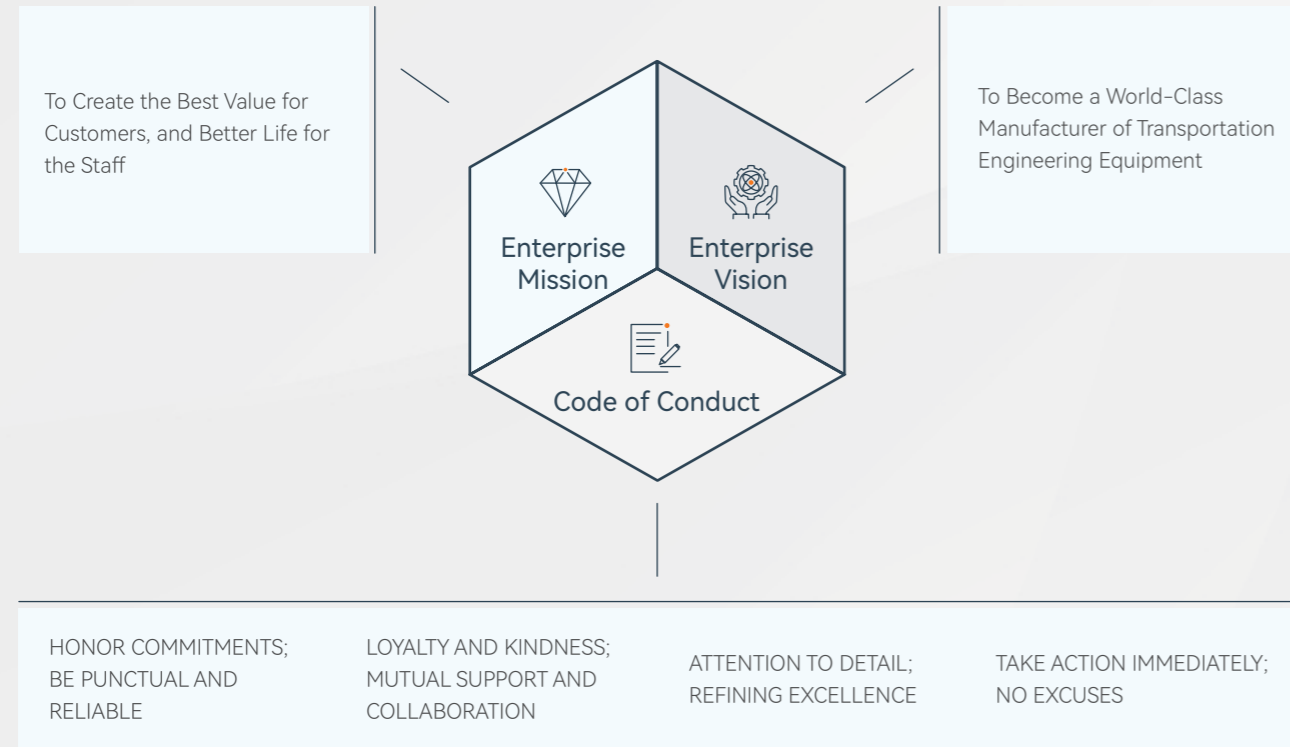 To Create the Best Value for
Customers, and Better Life for
the Staff
To Become a World-Class
Manufacturer of Transportation
Engineering Equipment
Enterprise
Mission
Enterprise
Vision
Code of Conduct
HONOR COMMITMENTS;
BE PUNCTUAL AND
RELIABLE
LOYALTY AND KINDNESS;
MUTUAL SUPPORT AND
COLLABORATION
ATTENTION TO DETAIL;
REFINING EXCELLENCE
TAKE ACTION IMMEDIATELY;
NO EXCUSES